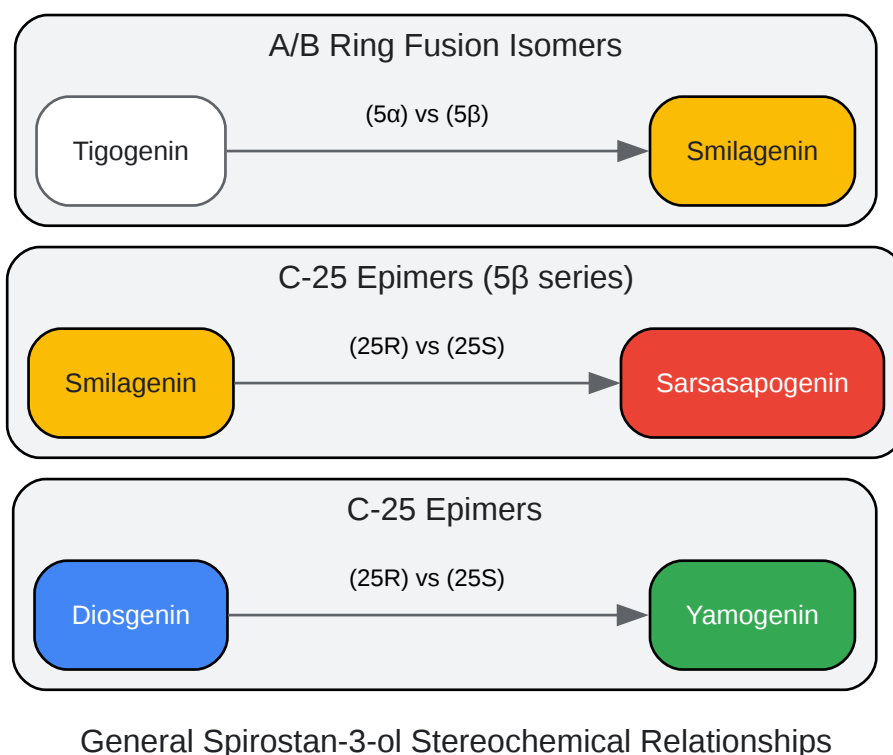 A/B Ring Fusion Isomers
(5α) vs (5β)
Tigogenin
Smilagenin
C-25 Epimers (5β series)
(25R) vs (25S)
Smilagenin
Sarsasapogenin
C-25 Epimers
(25R) vs (25S)
Diosgenin
Yamogenin
General Spirostan-3-ol Stereochemical Relationships